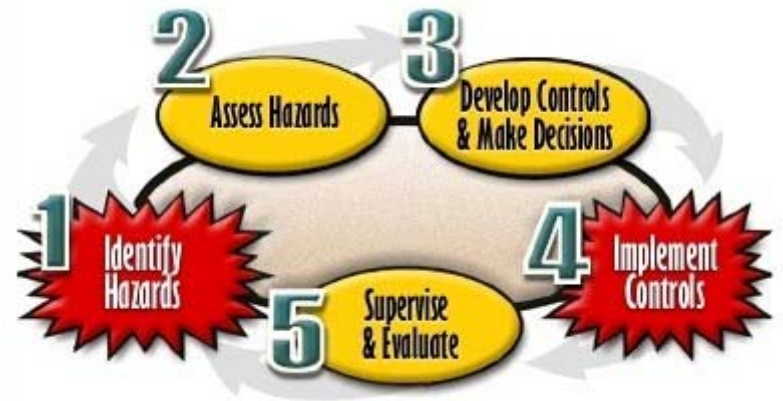 1
Identify
Hazards
2
Assess Hazards
3
Develop Controls
& Make Decisions
4
Implement
Controls
5
Supervise
& Evaluate